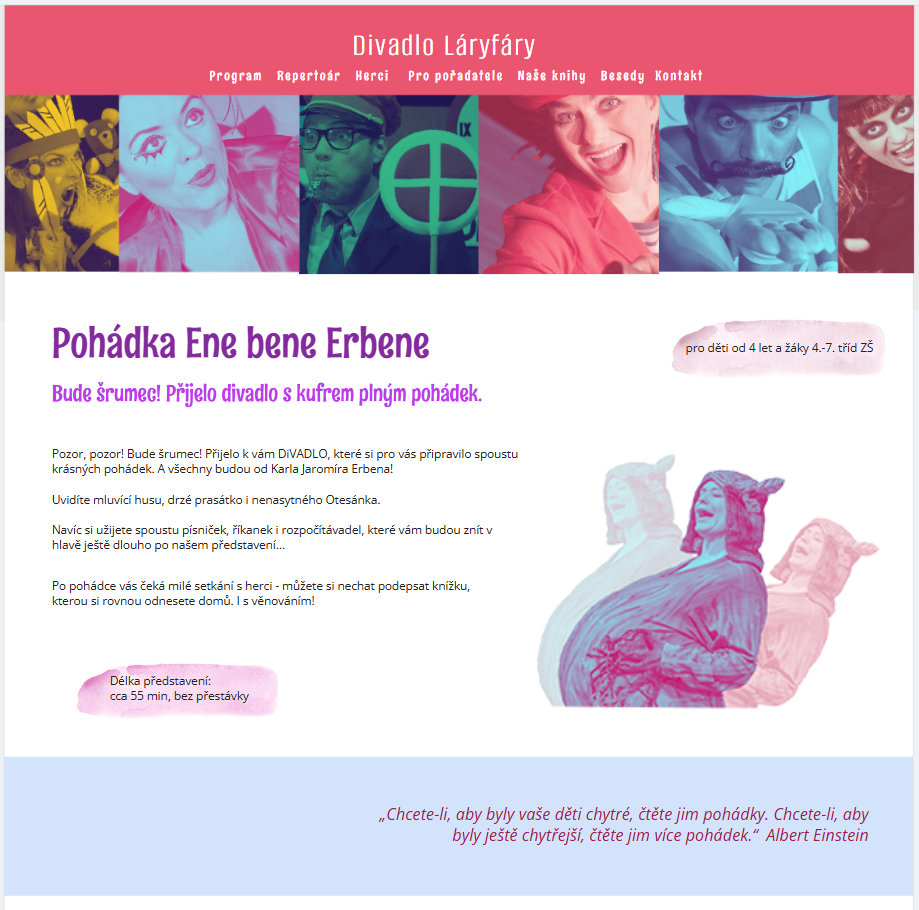 Divadlo Láryfáry
Program Repertoár Herci Pro pořadatele Naše knihy Besedy Kontakt
IX
Pohádka Ene bene Erbene
pro děti od 4 let a žáky 4.-7. tříd ZŠ
Bude šrumec! Přijelo divadlo s kufrem plným pohádek.
Pozor, pozor! Bude šrumec! Přijelo k vám DiVADLO, které si pro vás připravilo spoustu
krásných pohádek. A všechny budou od Karla Jaromíra Erbena!
Uvidíte mluvící husu, drzé prasátko i nenasytného Otesánka.
Navíc si užijete spoustu písniček, říkanek i rozpočítávadel, které vám budou znít v
hlavě ještě dlouho po našem představení...
Po pohádce vás čeká milé setkání s herci - můžete si nechat podepsat knížku,
kterou si rovnou odnesete domů. I s věnováním!
Délka představení:
cca 55 min, bez přestávky
„Chcete-li, aby byly vaše děti chytré, čtěte jim pohádky. Chcete-li, aby
byly ještě chytřejší, čtěte jim více pohádek.“ Albert Einstein